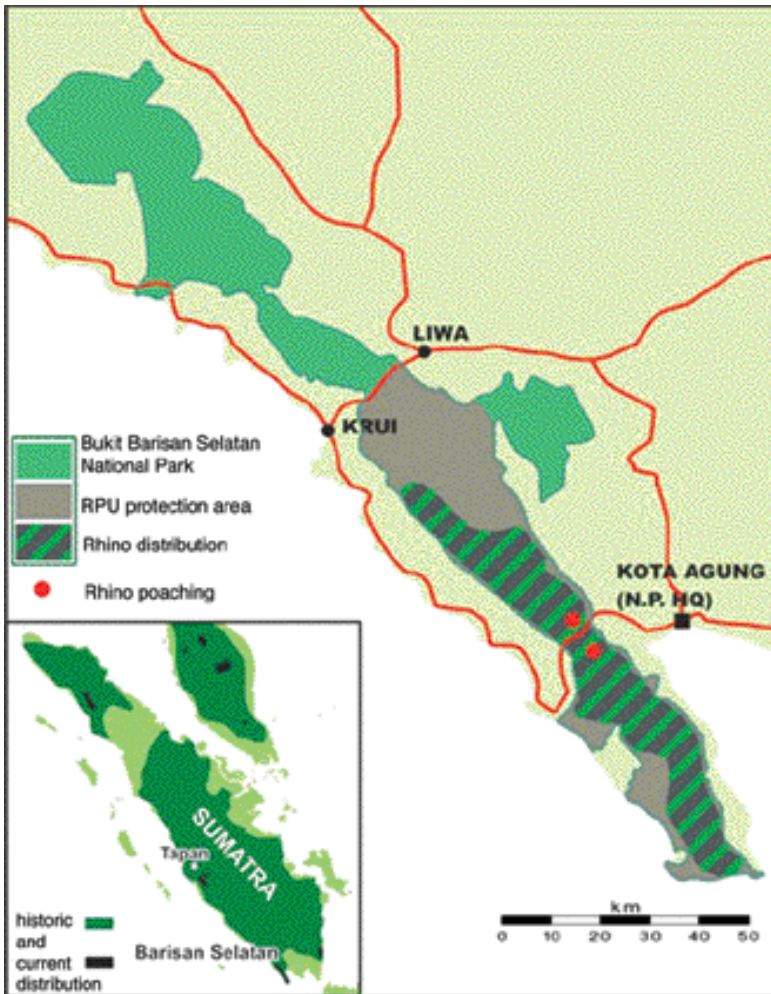 LIWA
KRUI
Bukit Barisan Selatan
National Park
RPU protection area
Rhino distribution
Rhino poaching
KOTA AGUNG
(N.P. HQ)
SUMATRA
Tapan
historic
and
current
distribution
Barisan Selatan
km
0 10 20 30 40 50